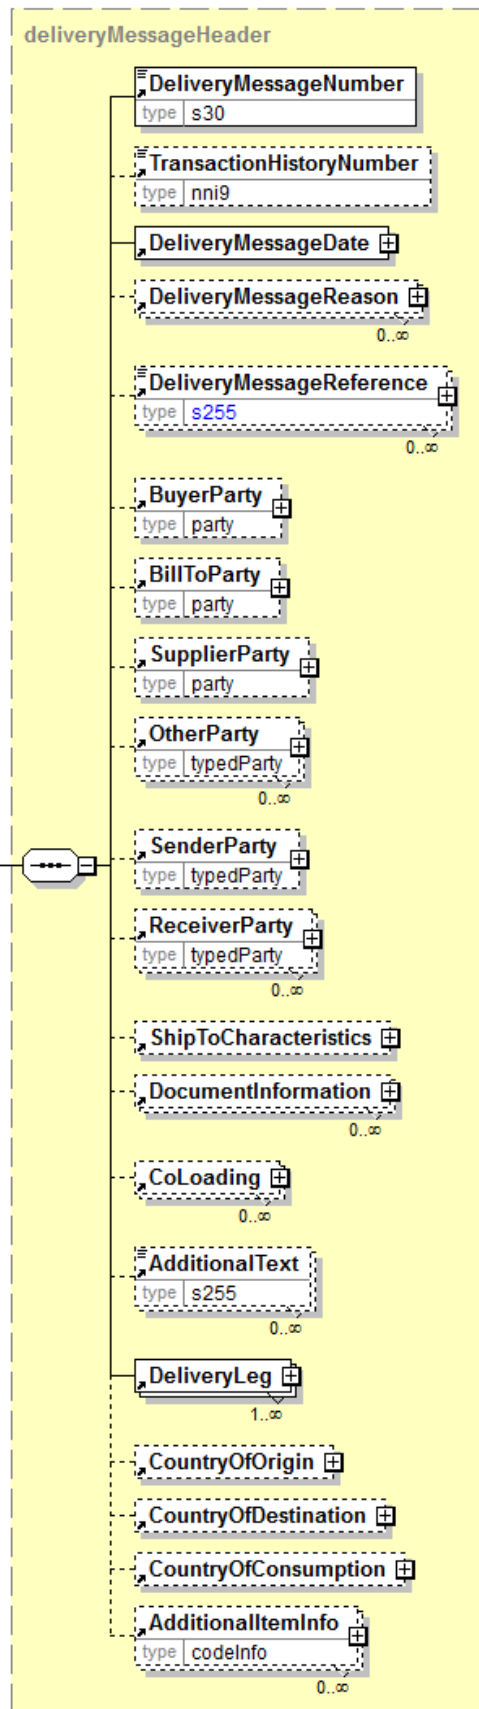 deliveryMessageHeader
DeliveryMessageNumber
type s30
TransactionHistoryNumber
type nni9
DeliveryMessageDate
DeliveryMessageReason
0..∞
DeliveryMessageReference
type s255
0..∞
BuyerParty
type party
BillToParty
type party
SupplierParty
type party
OtherParty
type typedParty
0..∞
SenderParty
type typedParty
ReceiverParty
type typedParty
0..∞
ShipToCharacteristics
DocumentInformation
0..∞
CoLoading
0..∞
AdditionalText
type s255
0..∞
DeliveryLeg
1..∞
CountryOfOrigin
CountryOfDestination
CountryOfConsumption
AdditionalItemInfo
type codeInfo
0..∞